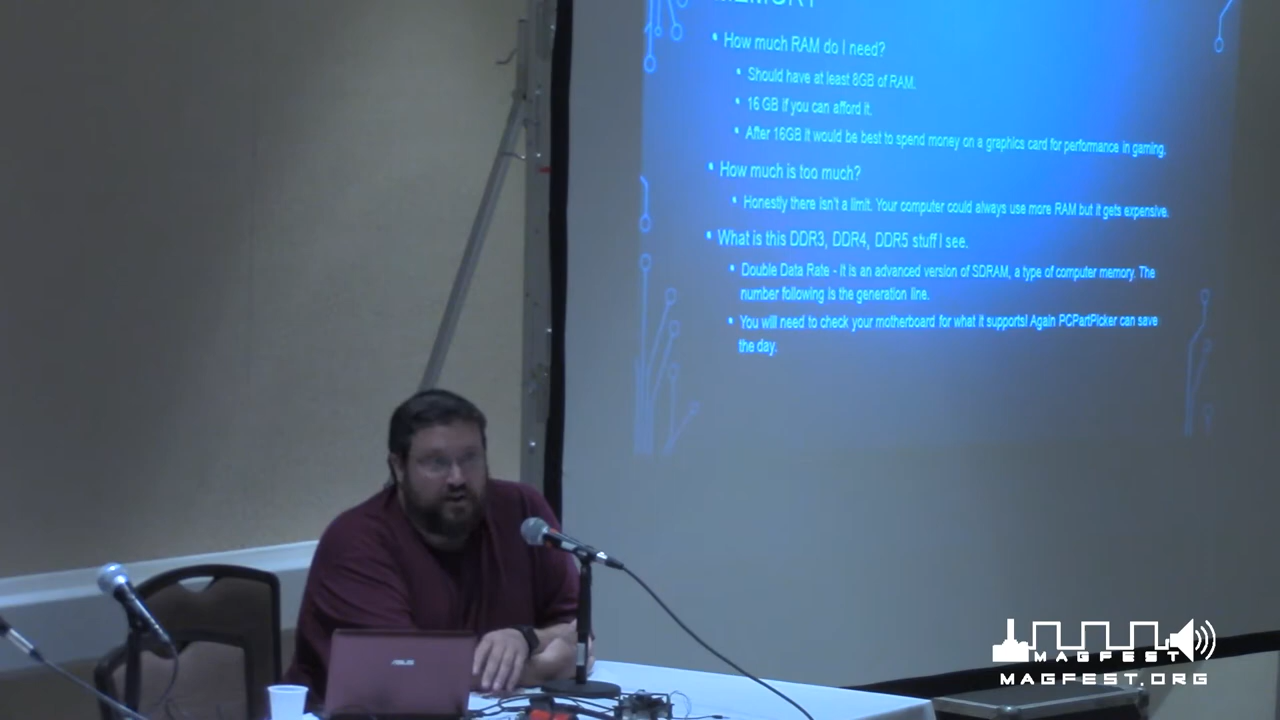 MEMORY
• How much RAM do I need?
• Should have at least 8GB of RAM.
• 16 GB if you can afford it.
• After 16GB it would be best to spend money on a graphics card for performance in gaming.
• How much is too much?
• Honestly there isn't a limit. Your computer could always use more RAM but it gets expensive.
• What is this DDR3, DDR4, DDR5 stuff I see.
• Double Data Rate - It is an advanced version of SDRAM, a type of computer memory. The
number following is the generation line.
• You will need to check your motherboard for what it supports! Again PCPartPicker can save
the day.
ASUS
MAGFEST
MAGFEST.ORG